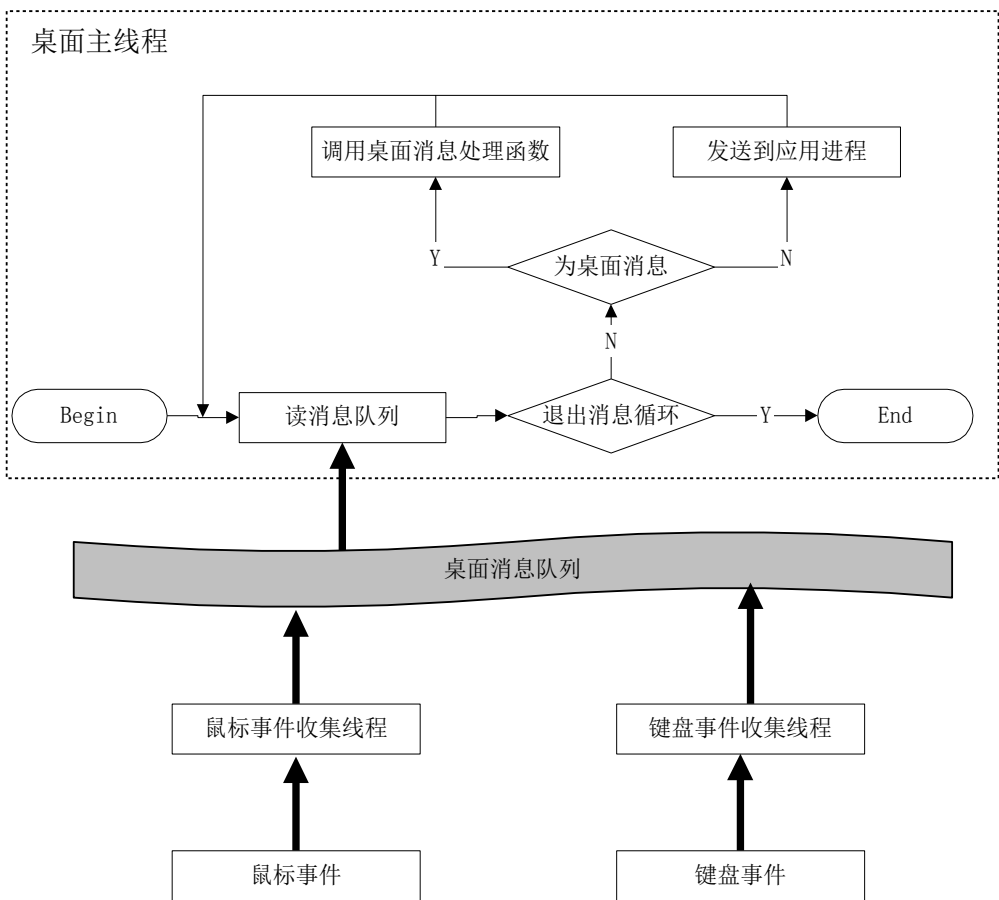 桌面主线程
调用桌面消息处理函数
发送到应用进程
Y
为桌面消息
N
N
Begin
读消息队列
退出消息循环
Y
End
桌面消息队列
鼠标事件收集线程
键盘事件收集线程
鼠标事件
键盘事件